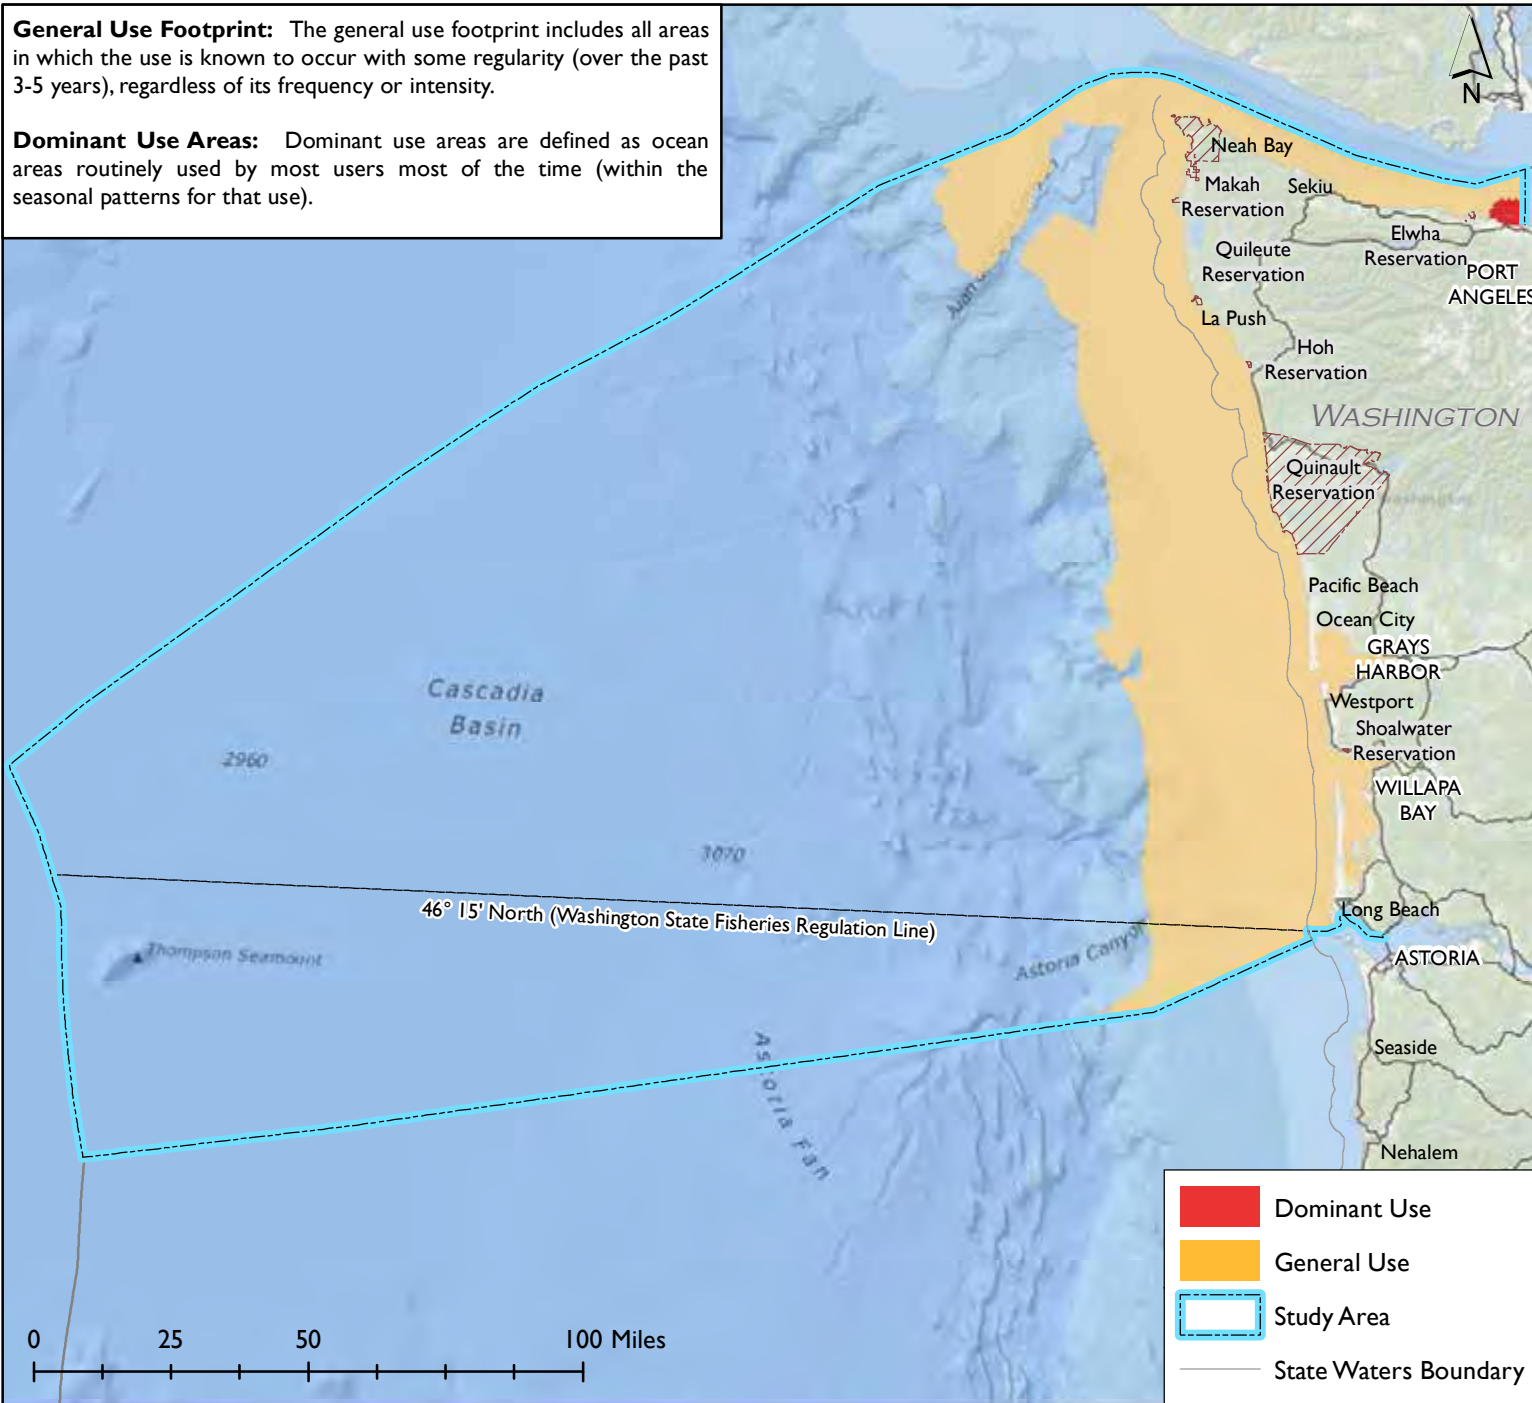 General Use Footprint: The general use footprint includes all areas
in which the use is known to occur with some regularity (over the past
3-5 years), regardless of its frequency or intensity.
Dominant Use Areas: Dominant use areas are defined as ocean
areas routinely used by most users most of the time (within the
seasonal patterns for that use).
N
Neah Bay
Makah
Reservation
Sekiu
Elwha
Reservation
PORT
ANGELES
Quileute
Reservation
Juan
La Push
Hoh
Reservation
WASHINGTON
Quinault
Reservation
Washington
Pacific Beach
Ocean City
GRAYS
HARBOR
Westport
Shoalwater
Reservation
WILLAPA
BAY
Cascadia
Basin
2960
3070
46° 15' North (Washington State Fisheries Regulation Line)
Long Beach
ASTORIA
Thompson Seamount
Astoria Canyon
Astoria Fan
Seaside
Nehalem
Dominant Use
General Use
Study Area
State Waters Boundary
0 25 50 100 Miles